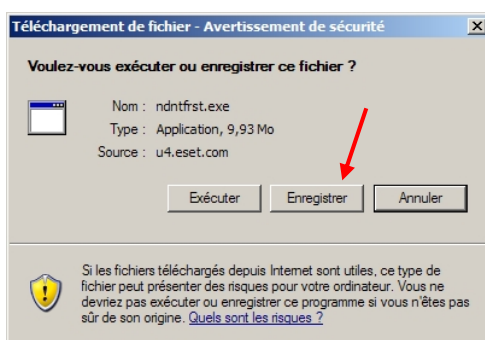 Téléchargement de fichier - Avertissement de sécurité
Voulez-vous exécuter ou enregistrer ce fichier ?
Nom : ndntfrst.exe
Type : Application, 9,93 Mo
Source : u4.eset.com
Exécuter Enregistrer Annuler
Si les fichiers téléchargés depuis Internet sont utiles, ce type de
fichier peut présenter des risques pour votre ordinateur. Vous ne
devriez pas exécuter ou enregistrer ce programme si vous n'êtes pas
sûr de son origine. Quels sont les risques ?